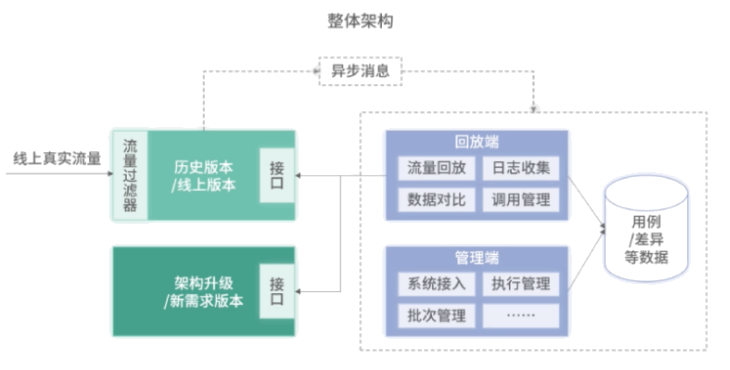 整体架构
异步消息
线上真实流量
流量过滤器
历史版本
/线上版本
接口
架构升级
/新需求版本
接口
回放端
流量回放
日志收集
数据对比
调用管理
管理端
系统接入
执行管理
批次管理
……
用例
/差异
等数据